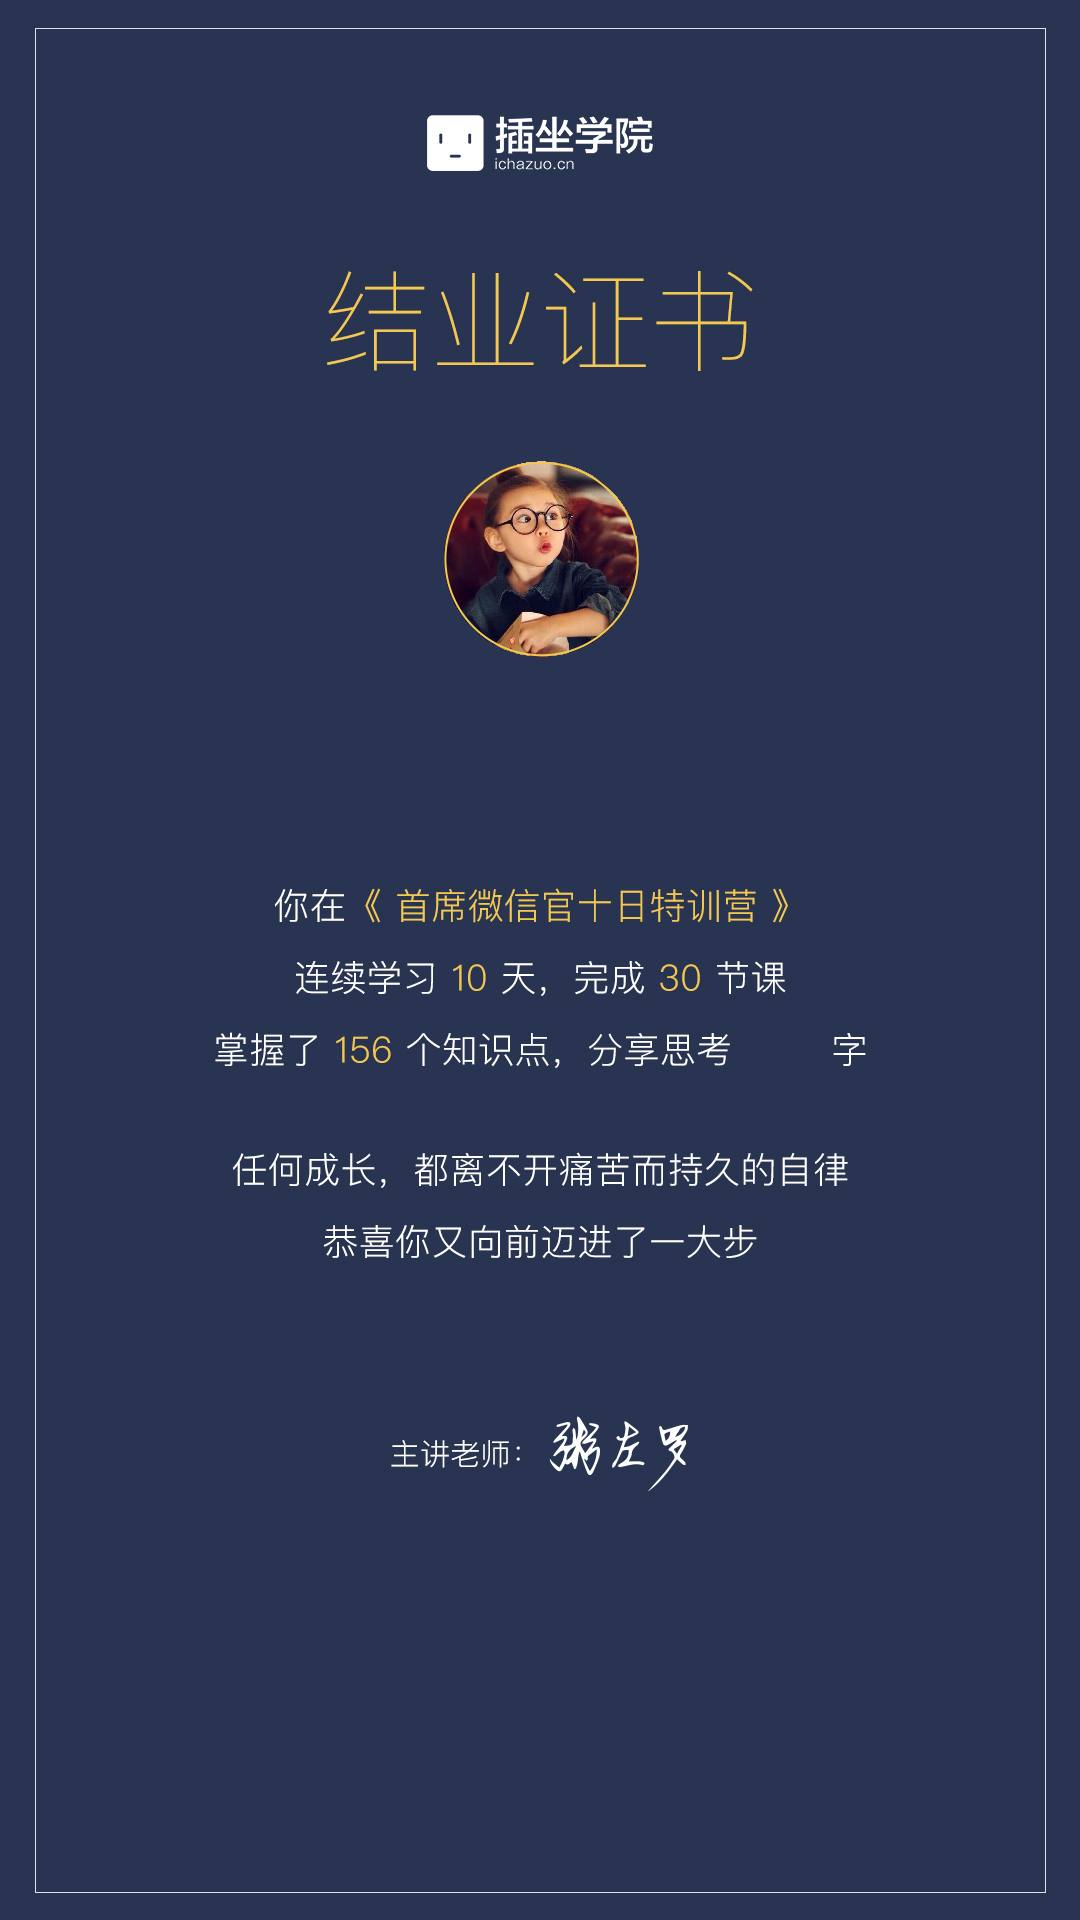 插坐学院
ichazuo.cn
结业证书
你在《 首席微信官十日特训营 》
连续学习 10 天，完成 30 节课
掌握了 156 个知识点，分享思考 字
任何成长，都离不开痛苦而持久的自律
恭喜你又向前迈进了一大步
主讲老师：粥左罗